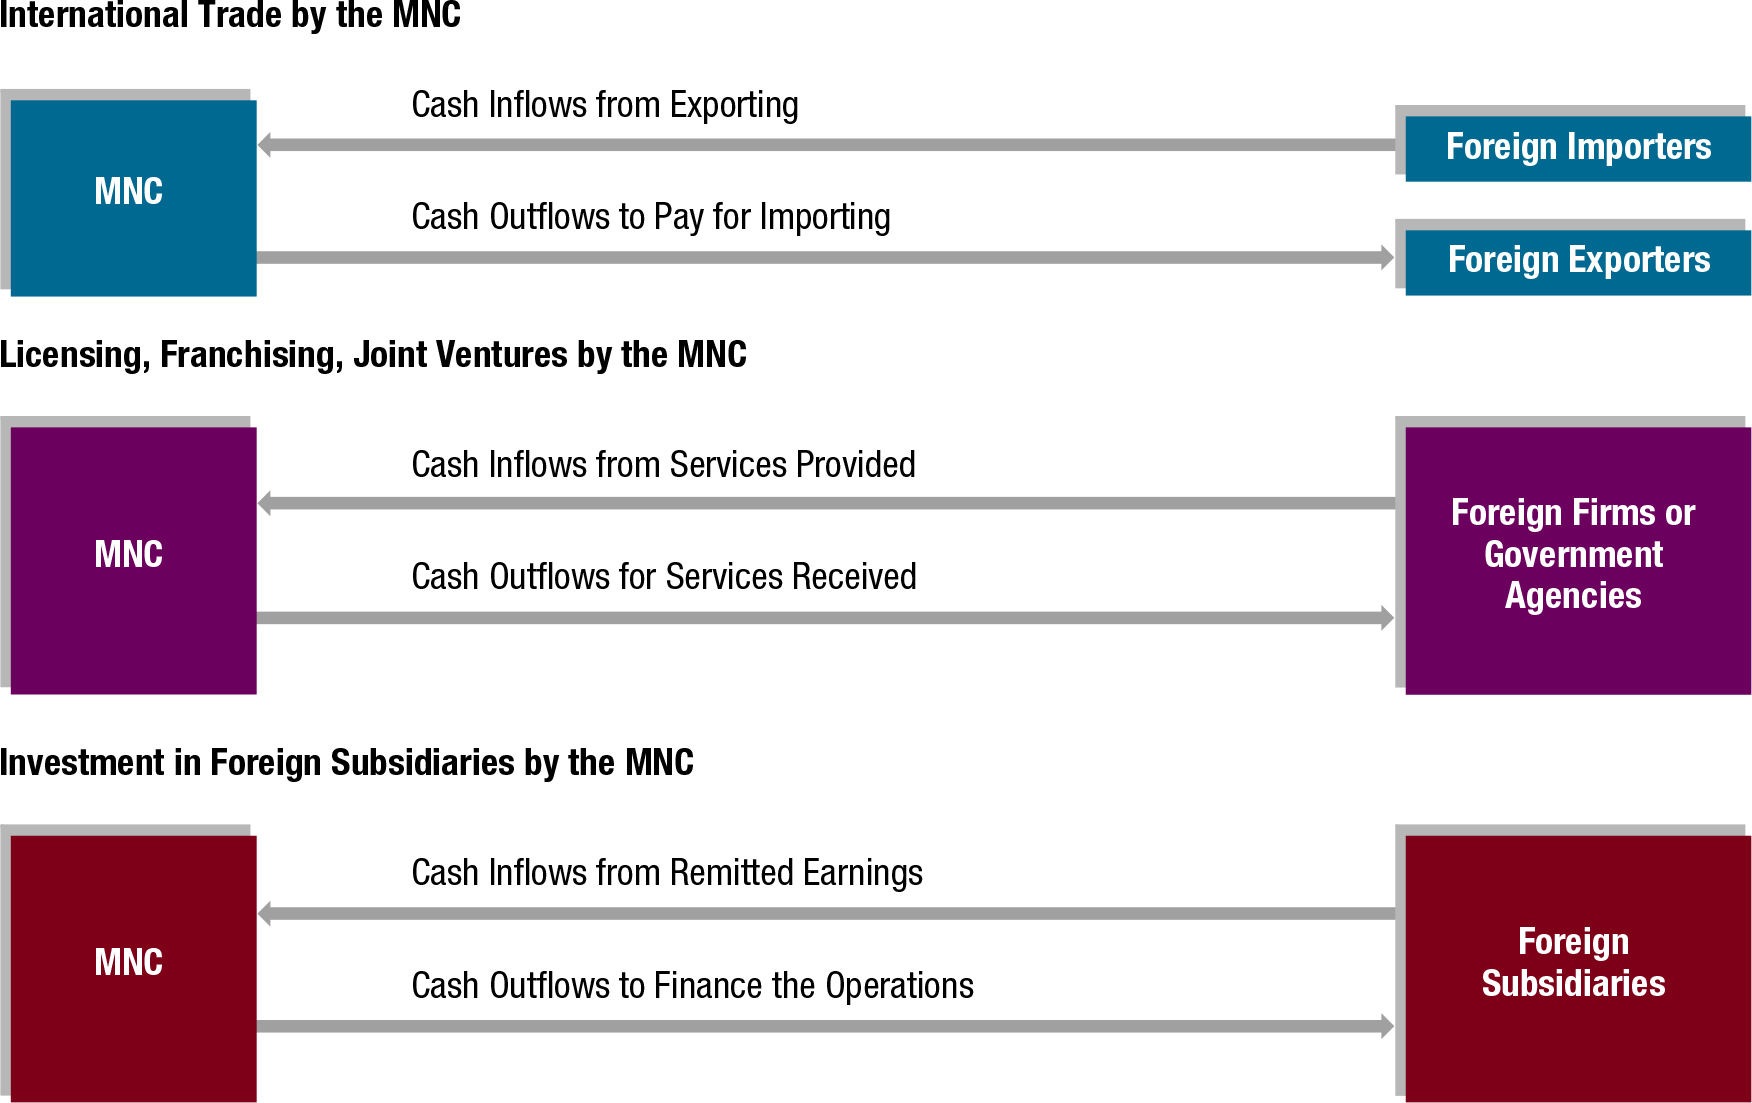 International Trade by the MNC
Cash Inflows from Exporting
MNC
Foreign Importers
Cash Outflows to Pay for Importing
Foreign Exporters
Licensing, Franchising, Joint Ventures by the MNC
Cash Inflows from Services Provided
MNC
Foreign Firms or
Government
Agencies
Cash Outflows for Services Received
Investment in Foreign Subsidiaries by the MNC
Cash Inflows from Remitted Earnings
MNC
Foreign
Subsidiaries
Cash Outflows to Finance the Operations